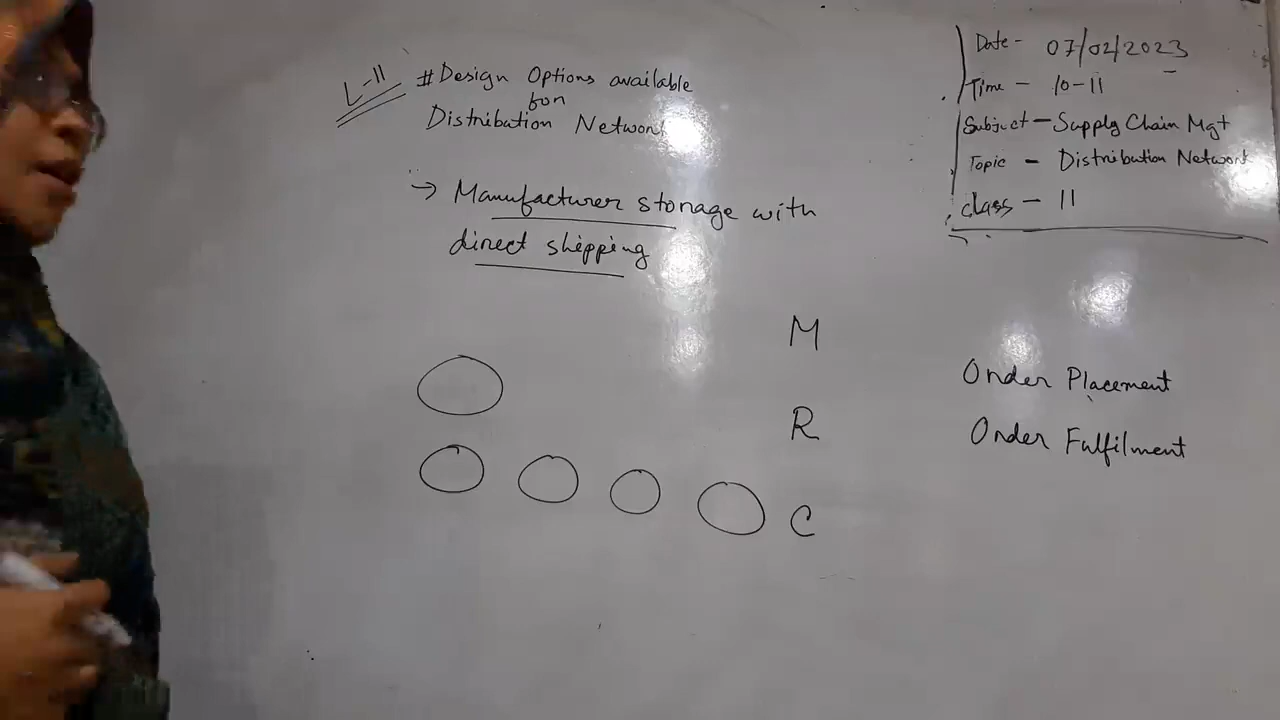 L-11
#Design Options available
for
Distribution Network
→ Manufacturer storage with
direct shipping
M
R
C
Date- 07/02/2023
Time - 10-11
Subject - Supply Chain Mgt
Topic - Distribution Network
class - 11
Order Placement
Order Fulfilment